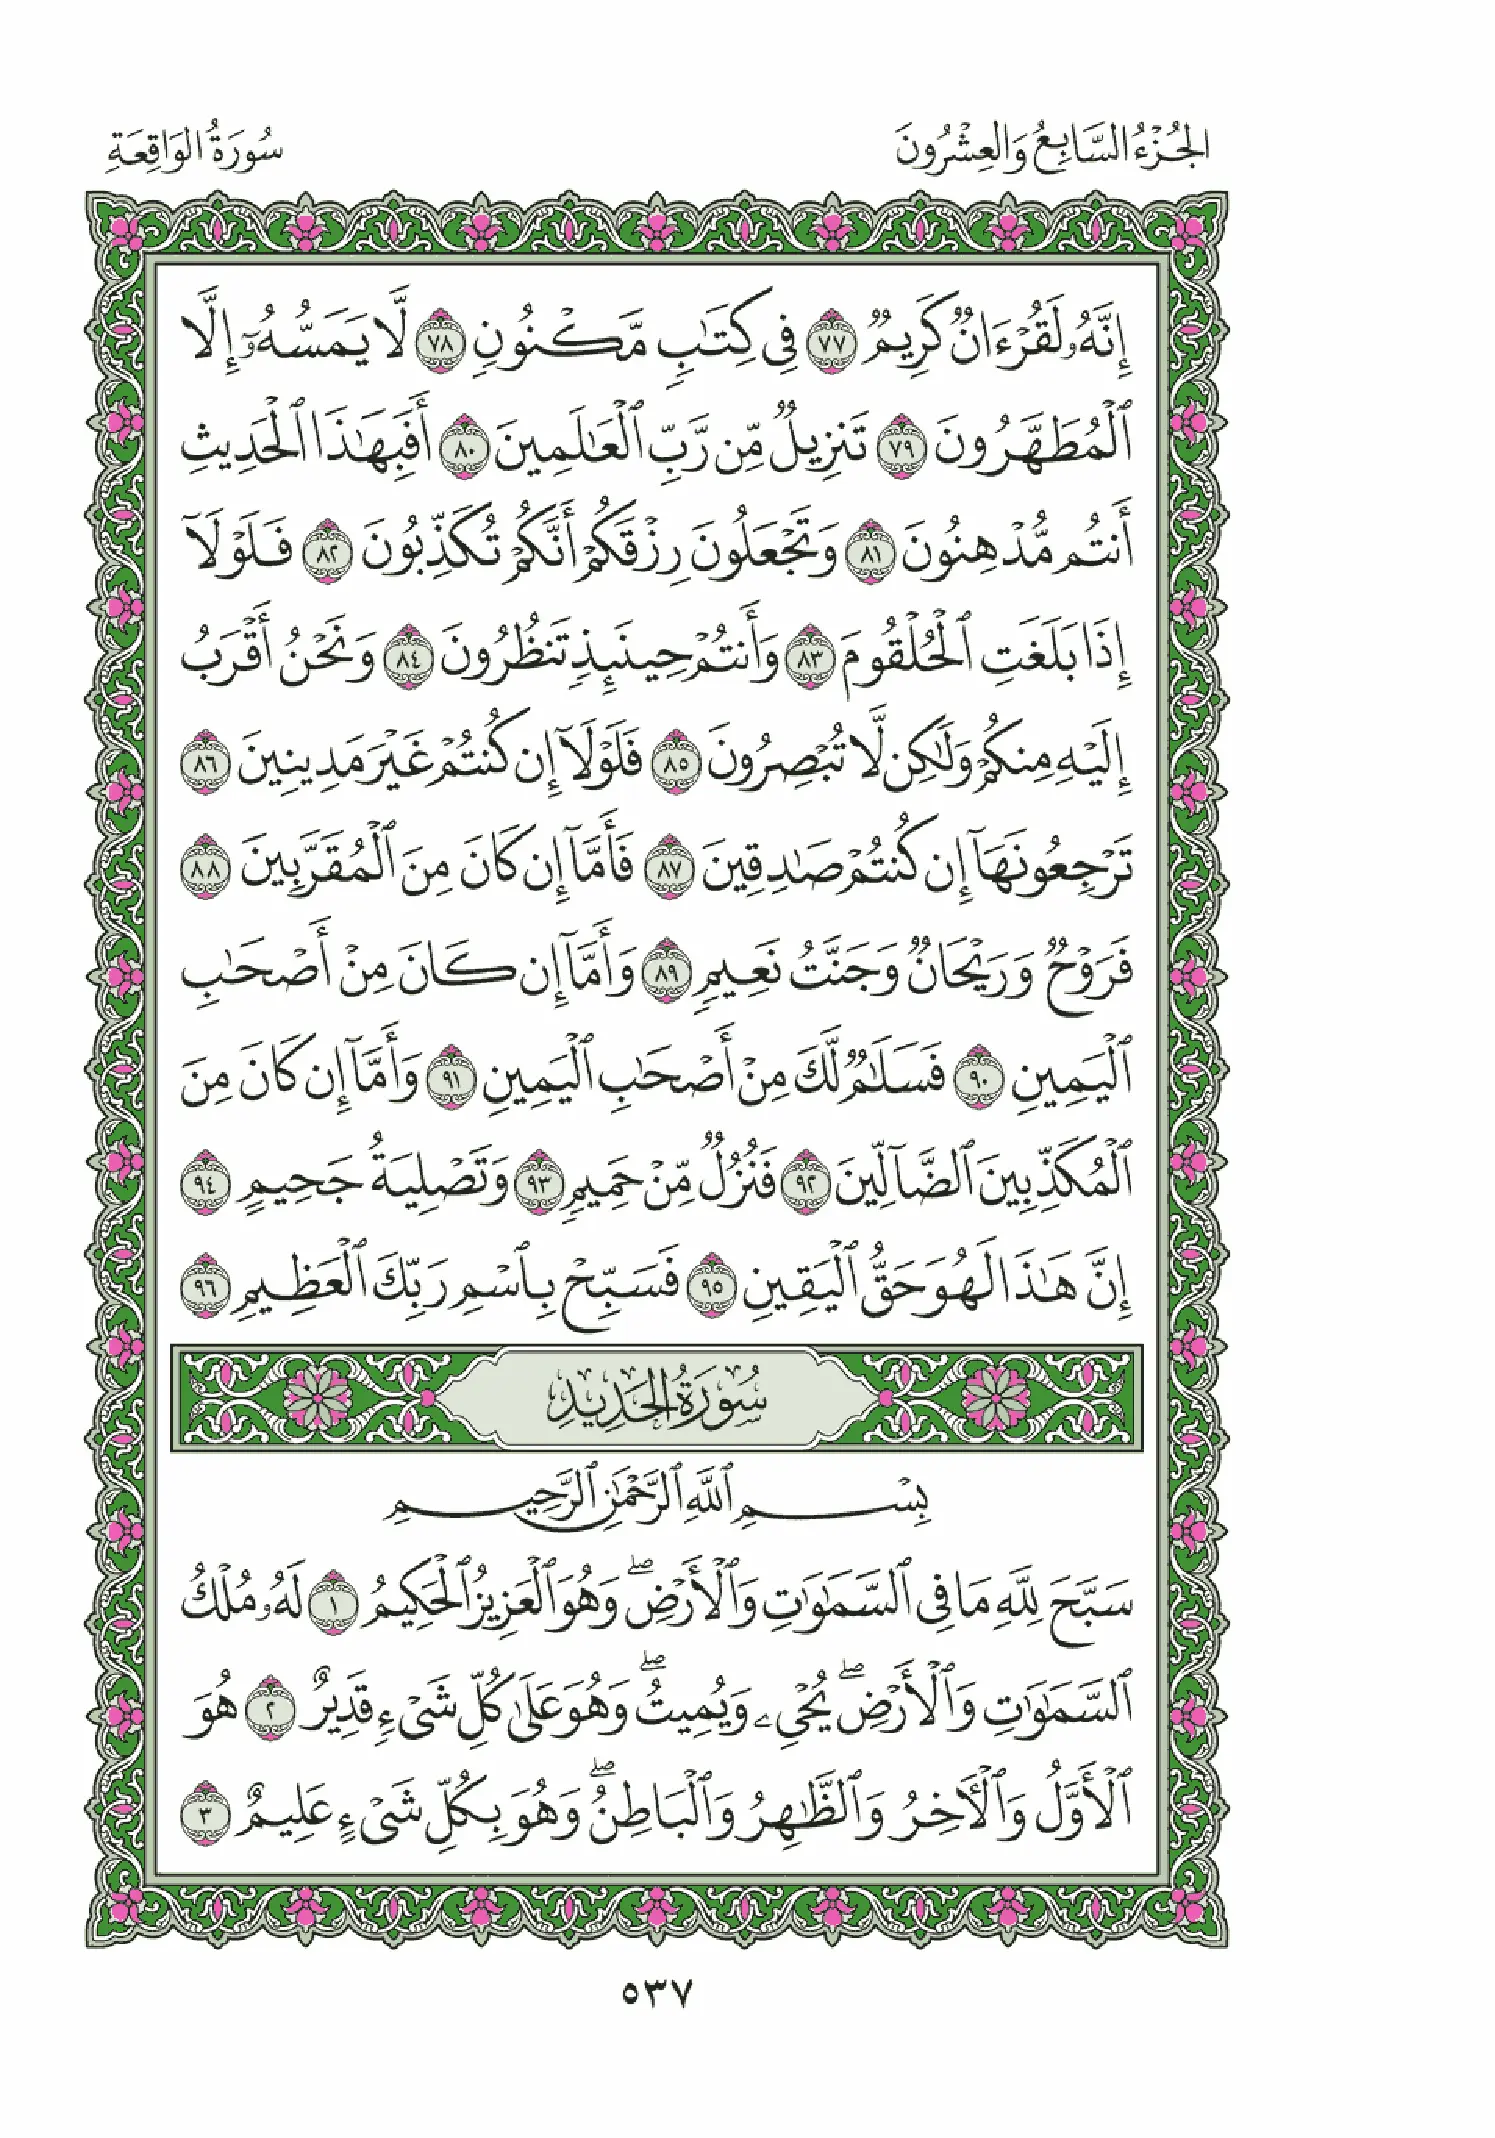 الجُزْءُ السَّابِعُ وَالعِشْرُونَ
سُورَةُ الوَاقِعَةِ
إِنَّهُۥ لَقُرْءَانٌ كَرِيمٌ ٧٧ فِى كِتَـٰبٍ مَّكْنُونٍ ٧٨ لَّا يَمَسُّهُۥٓ إِلَّا
ٱلْمُطَهَّرُونَ ٧٩ تَنزِيلٌ مِّن رَّبِّ ٱلْعَـٰلَمِينَ ٨٠ أَفَبِهَـٰذَا ٱلْحَدِيثِ
أَنتُم مُّدْهِنُونَ ٨١ وَتَجْعَلُونَ رِزْقَكُمْ أَنَّكُمْ تُكَذِّبُونَ ٨٢ فَلَوْلَآ
إِذَا بَلَغَتِ ٱلْحُلْقُومَ ٨٣ وَأَنتُمْ حِينَئِذٍ تَنظُرُونَ ٨٤ وَنَحْنُ أَقْرَبُ
إِلَيْهِ مِنكُمْ وَلَـٰكِن لَّا تُبْصِرُونَ ٨٥ فَلَوْلَآ إِن كُنتُمْ غَيْرَ مَدِينِينَ ٨٦
تَرْجِعُونَهَآ إِن كُنتُمْ صَـٰدِقِينَ ٨٧ فَأَمَّآ إِن كَانَ مِنَ ٱلْمُقَرَّبِينَ ٨٨
فَرَوْحٌ وَرَيْحَانٌ وَجَنَّتُ نَعِيمٍ ٨٩ وَأَمَّآ إِن كَانَ مِنْ أَصْحَـٰبِ
ٱلْيَمِينِ ٩٠ فَسَلَـٰمٌ لَّكَ مِنْ أَصْحَـٰبِ ٱلْيَمِينِ ٩١ وَأَمَّآ إِن كَانَ مِنَ
ٱلْمُكَذِّبِينَ ٱلضَّآلِّينَ ٩٢ فَنُزُلٌ مِّنْ حَمِيمٍ ٩٣ وَتَصْلِيَةُ جَحِيمٍ ٩٤
إِنَّ هَـٰذَا لَهُوَ حَقُّ ٱلْيَقِينِ ٩٥ فَسَبِّحْ بِٱسْمِ رَبِّكَ ٱلْعَظِيمِ ٩٦
سُورَةُ الحَدِيدِ
بِسْمِ ٱللَّهِ ٱلرَّحْمَـٰنِ ٱلرَّحِيمِ
سَبَّحَ لِلَّهِ مَا فِى ٱلسَّمَـٰوَٰتِ وَٱلْأَرْضِ ۖ وَهُوَ ٱلْعَزِيزُ ٱلْحَكِيمُ ١ لَهُۥ مُلْكُ
ٱلسَّمَـٰوَٰتِ وَٱلْأَرْضِ ۖ يُحْىِۦ وَيُمِيتُ ۖ وَهُوَ عَلَىٰ كُلِّ شَىْءٍ قَدِيرٌ ٢ هُوَ
ٱلْأَوَّلُ وَٱلْـَٔاخِرُ وَٱلظَّـٰهِرُ وَٱلْبَاطِنُ ۖ وَهُوَ بِكُلِّ شَىْءٍ عَلِيمٌ ٣
٥٣٧